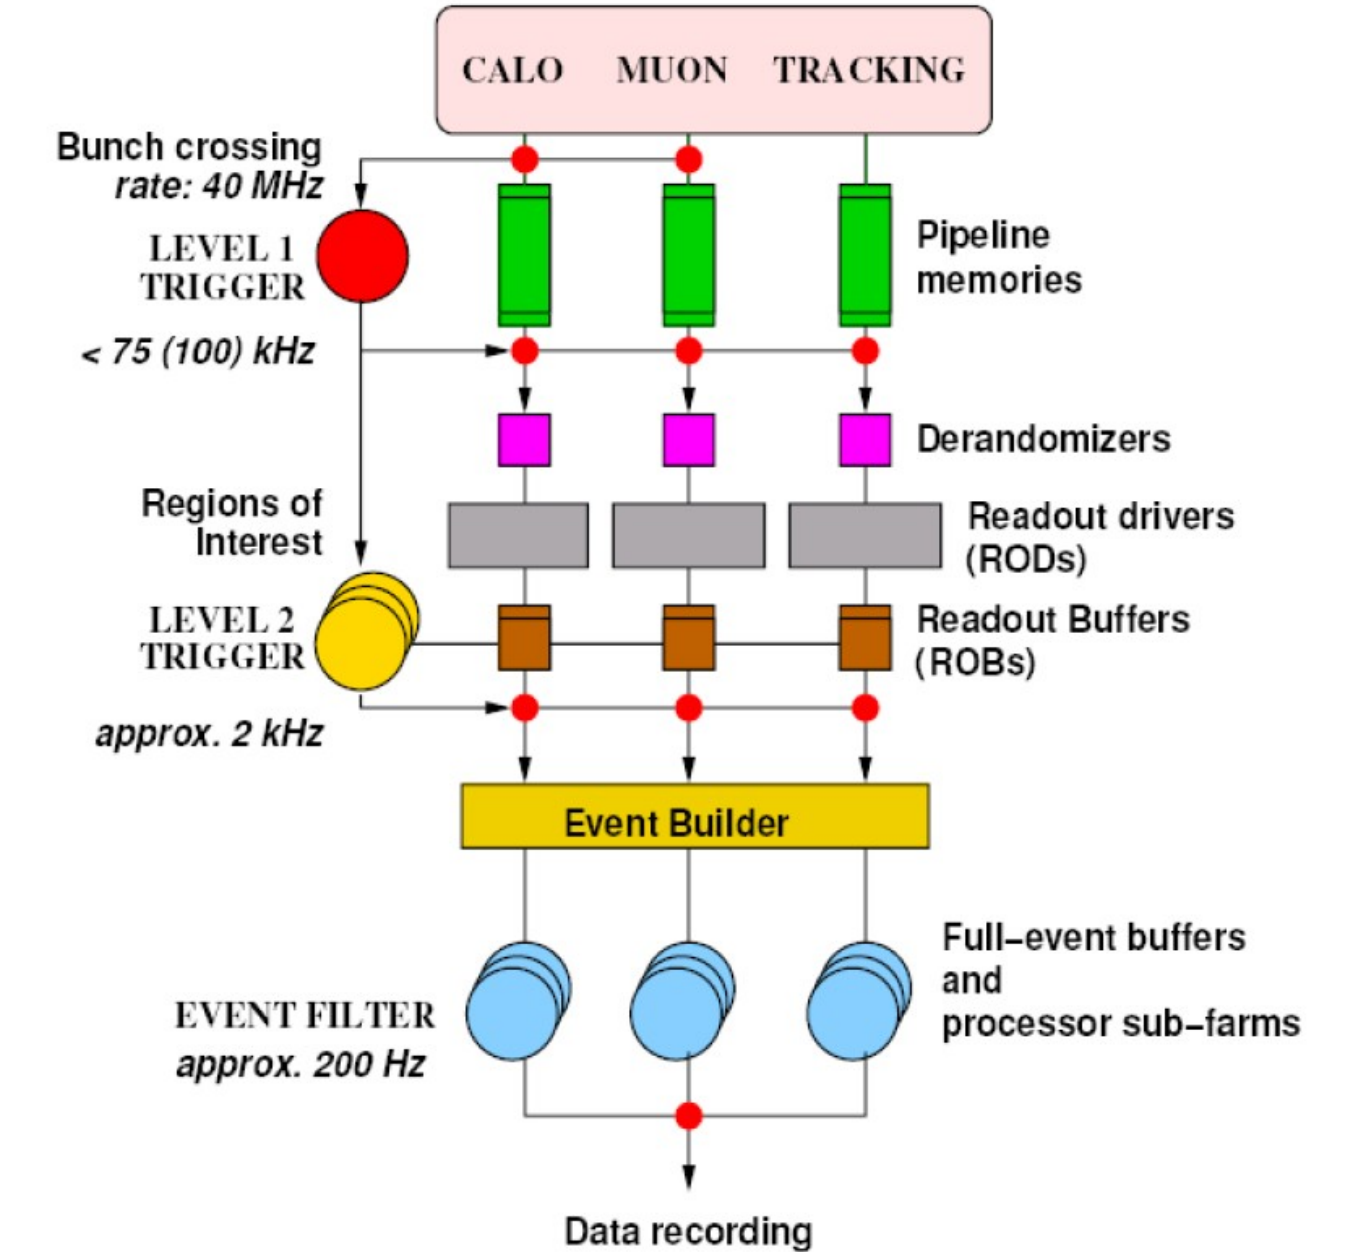 CALO MUON TRACKING
Bunch crossing
rate: 40 MHz
LEVEL 1
TRIGGER
Pipeline
memories
< 75 (100) kHz
Derandomizers
Regions of
Interest
Readout drivers
(RODs)
LEVEL 2
TRIGGER
Readout Buffers
(ROBs)
approx. 2 kHz
Event Builder
EVENT FILTER
approx. 200 Hz
Full–event buffers
and
processor sub–farms
Data recording